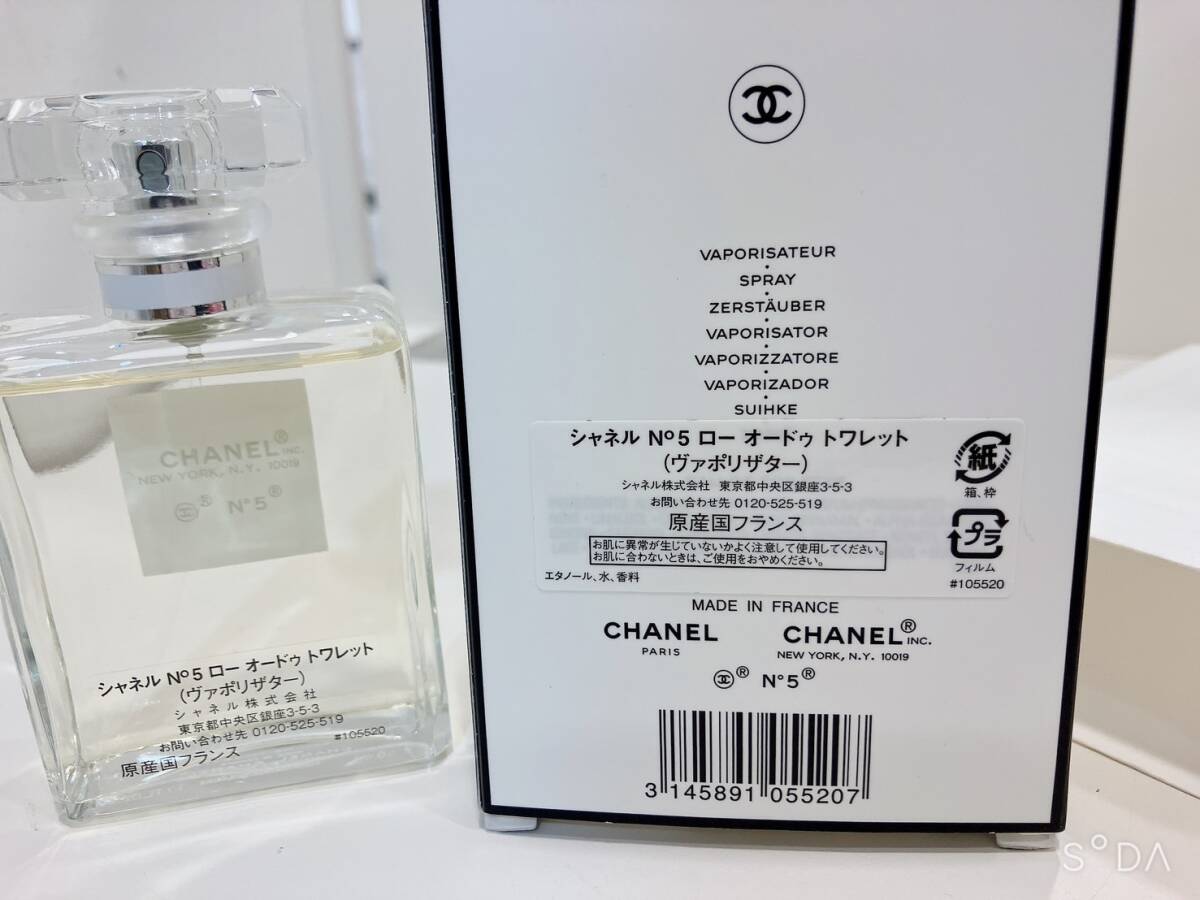 CHANEL® INC.
NEW YORK, N.Y. 10019
® N°5®
シャネル Nº5 ロー オードゥ トワレット
(ヴァポリザター)
シャネル株式会社
東京都中央区銀座3-5-3
お問い合わせ先 0120-525-519
#105520
原産国フランス
VAPORISATEUR
·
SPRAY
·
ZERSTÄUBER
·
VAPORISATOR
·
VAPORIZZATORE
·
VAPORIZADOR
·
SUIHKE
シャネル Nº5 ロー オードゥ トワレット
(ヴァポリザター)
シャネル株式会社 東京都中央区銀座3-5-3
お問い合わせ先 0120-525-519
原産国フランス
お肌に異常が生じていないかよく注意して使用してください。
お肌に合わないときは、ご使用をおやめください。
エタノール、水、香料
紙
箱、枠
プラ
フィルム
#105520
MADE IN FRANCE
CHANEL
PARIS
CHANEL® INC.
NEW YORK, N.Y. 10019
® N°5®
3 145891 055207
SODA